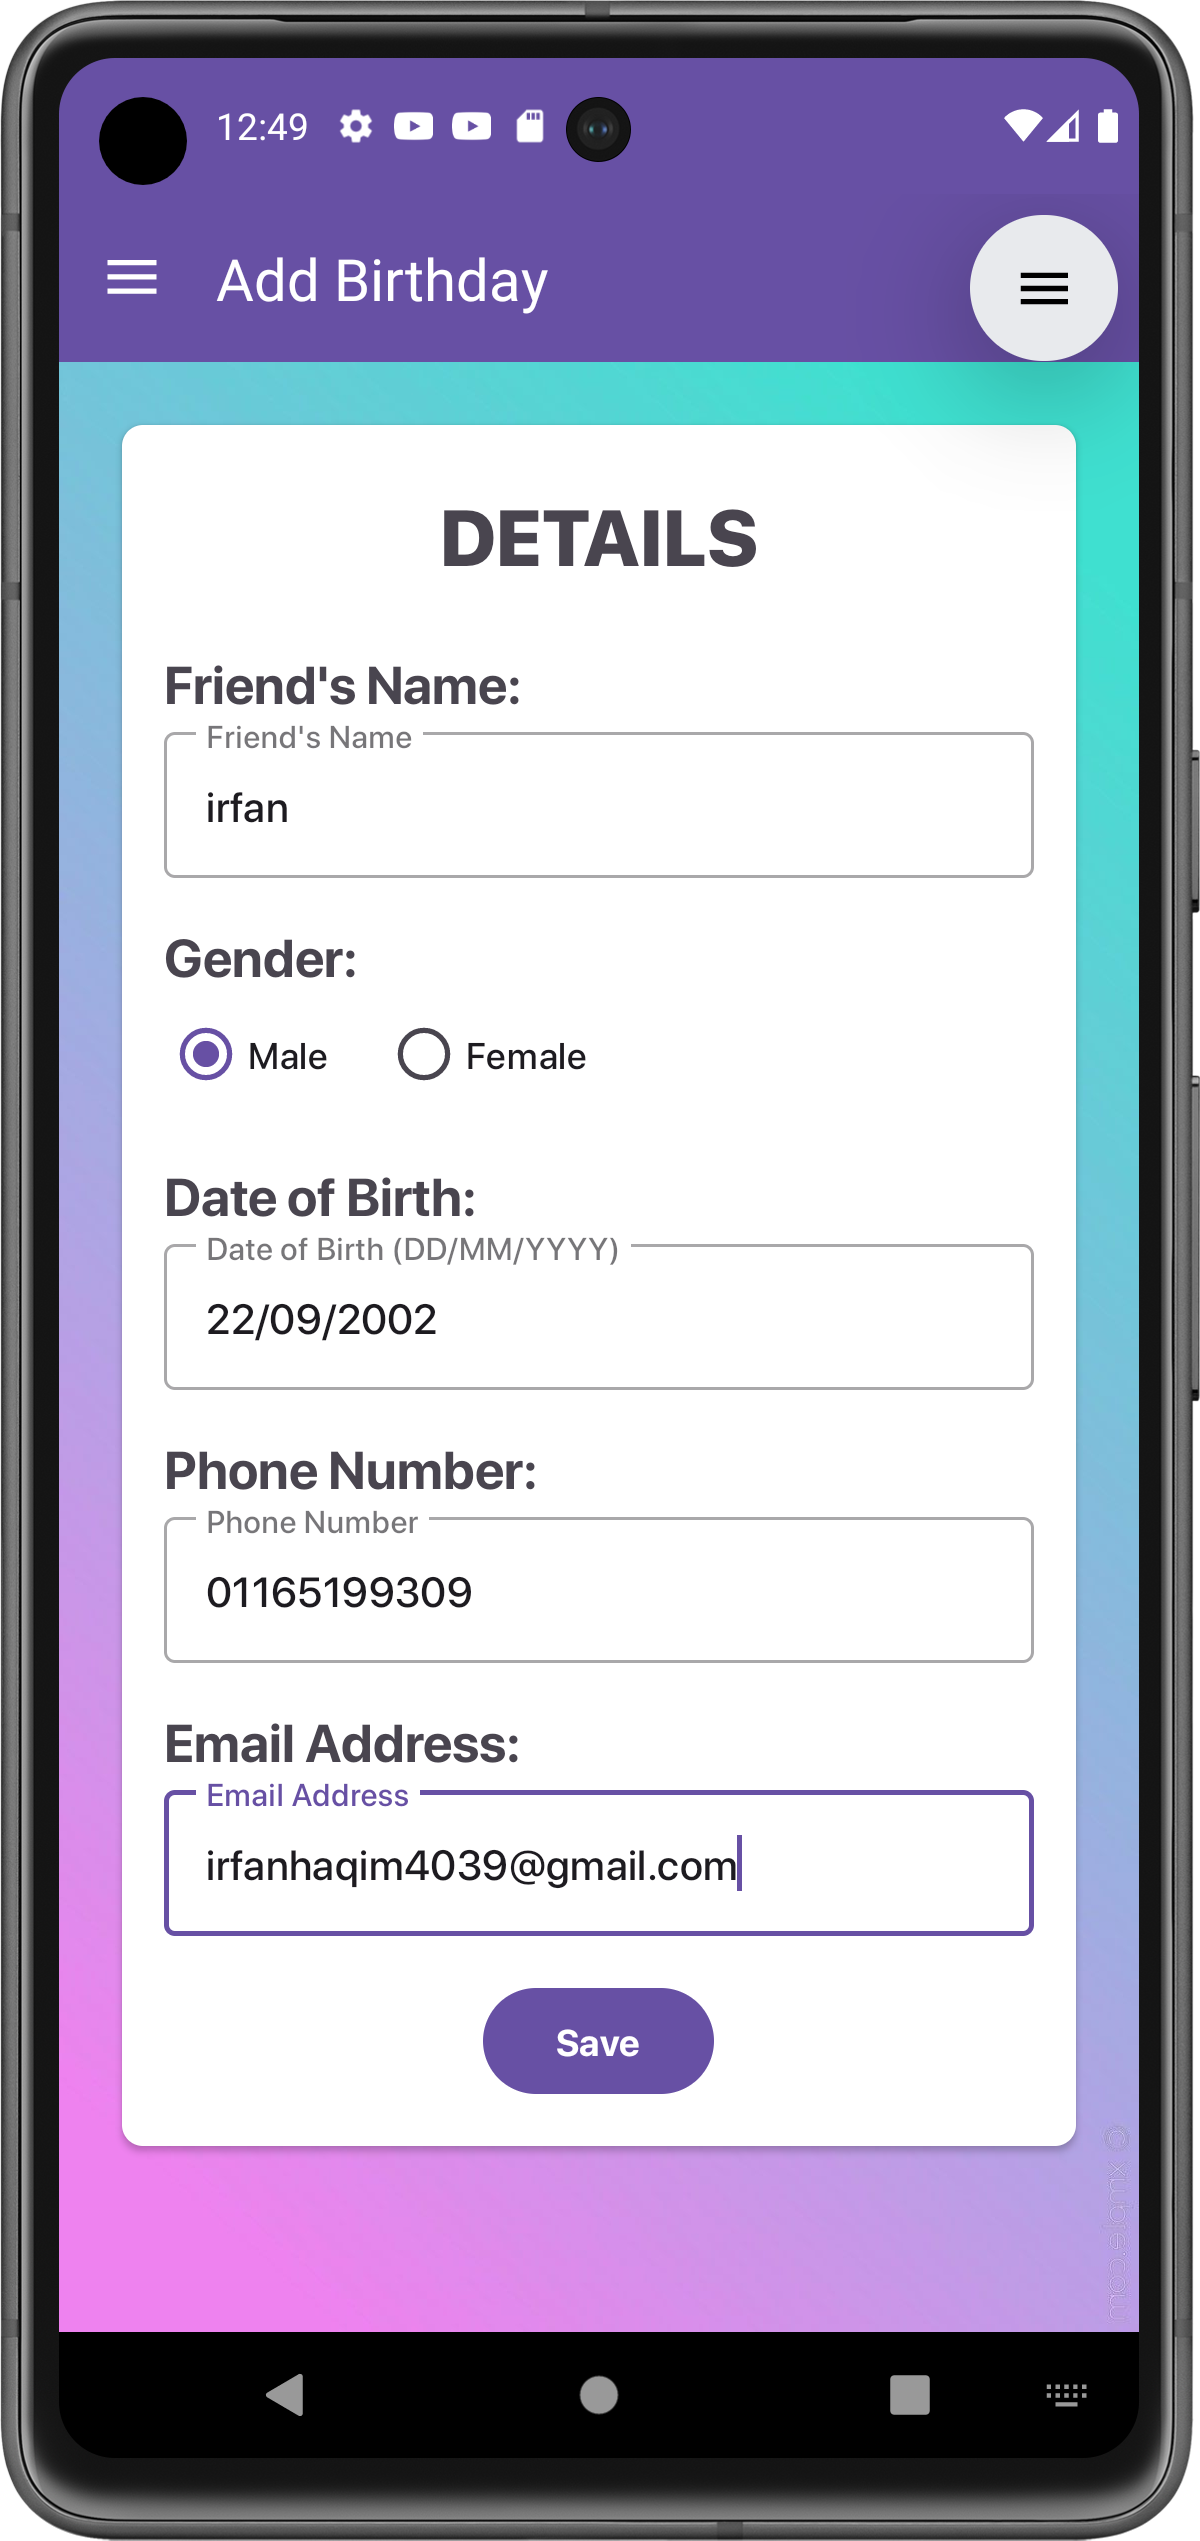 12:49
Add Birthday
DETAILS
Friend's Name:
Friend's Name
irfan
Gender:
Male Female
Date of Birth:
Date of Birth (DD/MM/YYYY)
22/09/2002
Phone Number:
Phone Number
01165199309
Email Address:
Email Address
irfanhaqim4039@gmail.com
Save